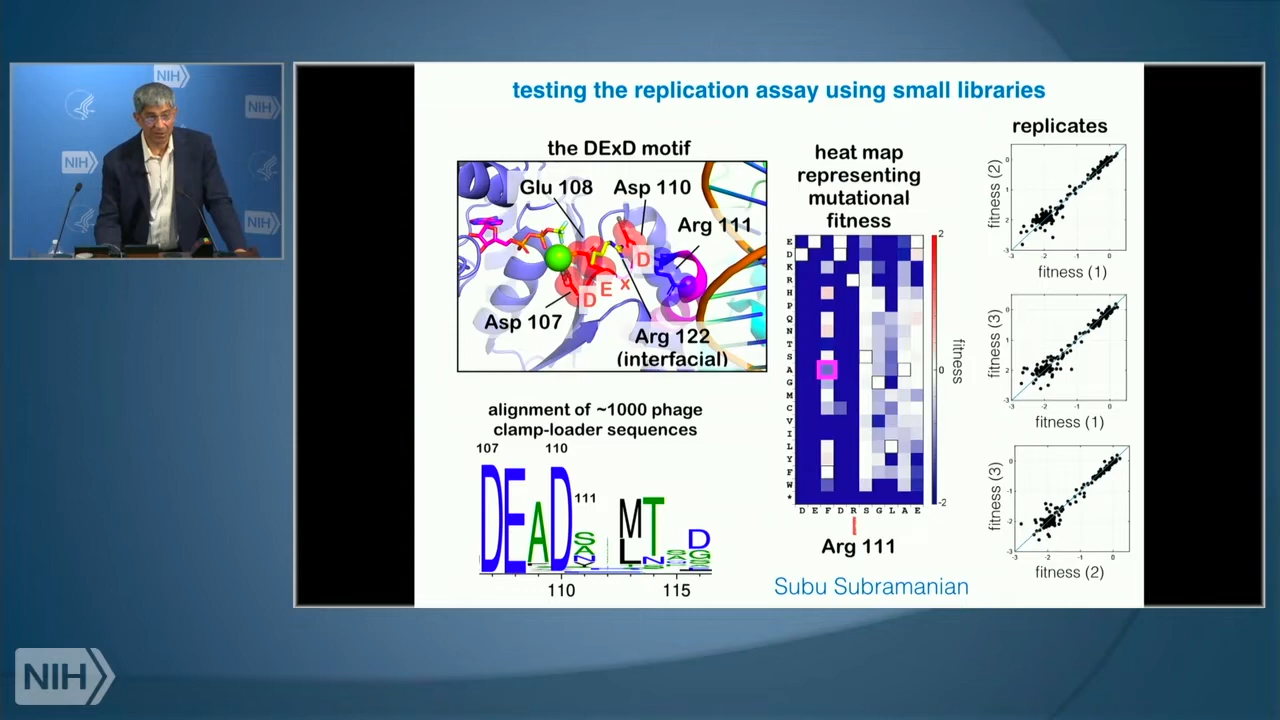 NIH
NIH
NIH
NIH
testing the replication assay using small libraries
the DExD motif
Glu 108
Asp 110
Arg 111
D
E
x
D
Asp 107
Arg 122
(interfacial)
alignment of ~1000 phage
clamp-loader sequences
107
110
111
DEAD
S
A
N
M
L
T
N
S
G
D
G
S
110
115
heat map
representing
mutational
fitness
E
D
K
R
H
P
Q
N
T
S
A
G
M
C
V
I
L
Y
F
W
*
D E F D R S G L A E
2
0
-2
fitness
Arg 111
Subu Subramanian
replicates
fitness (2)
fitness (1)
fitness (3)
fitness (1)
fitness (3)
fitness (2)
NIH